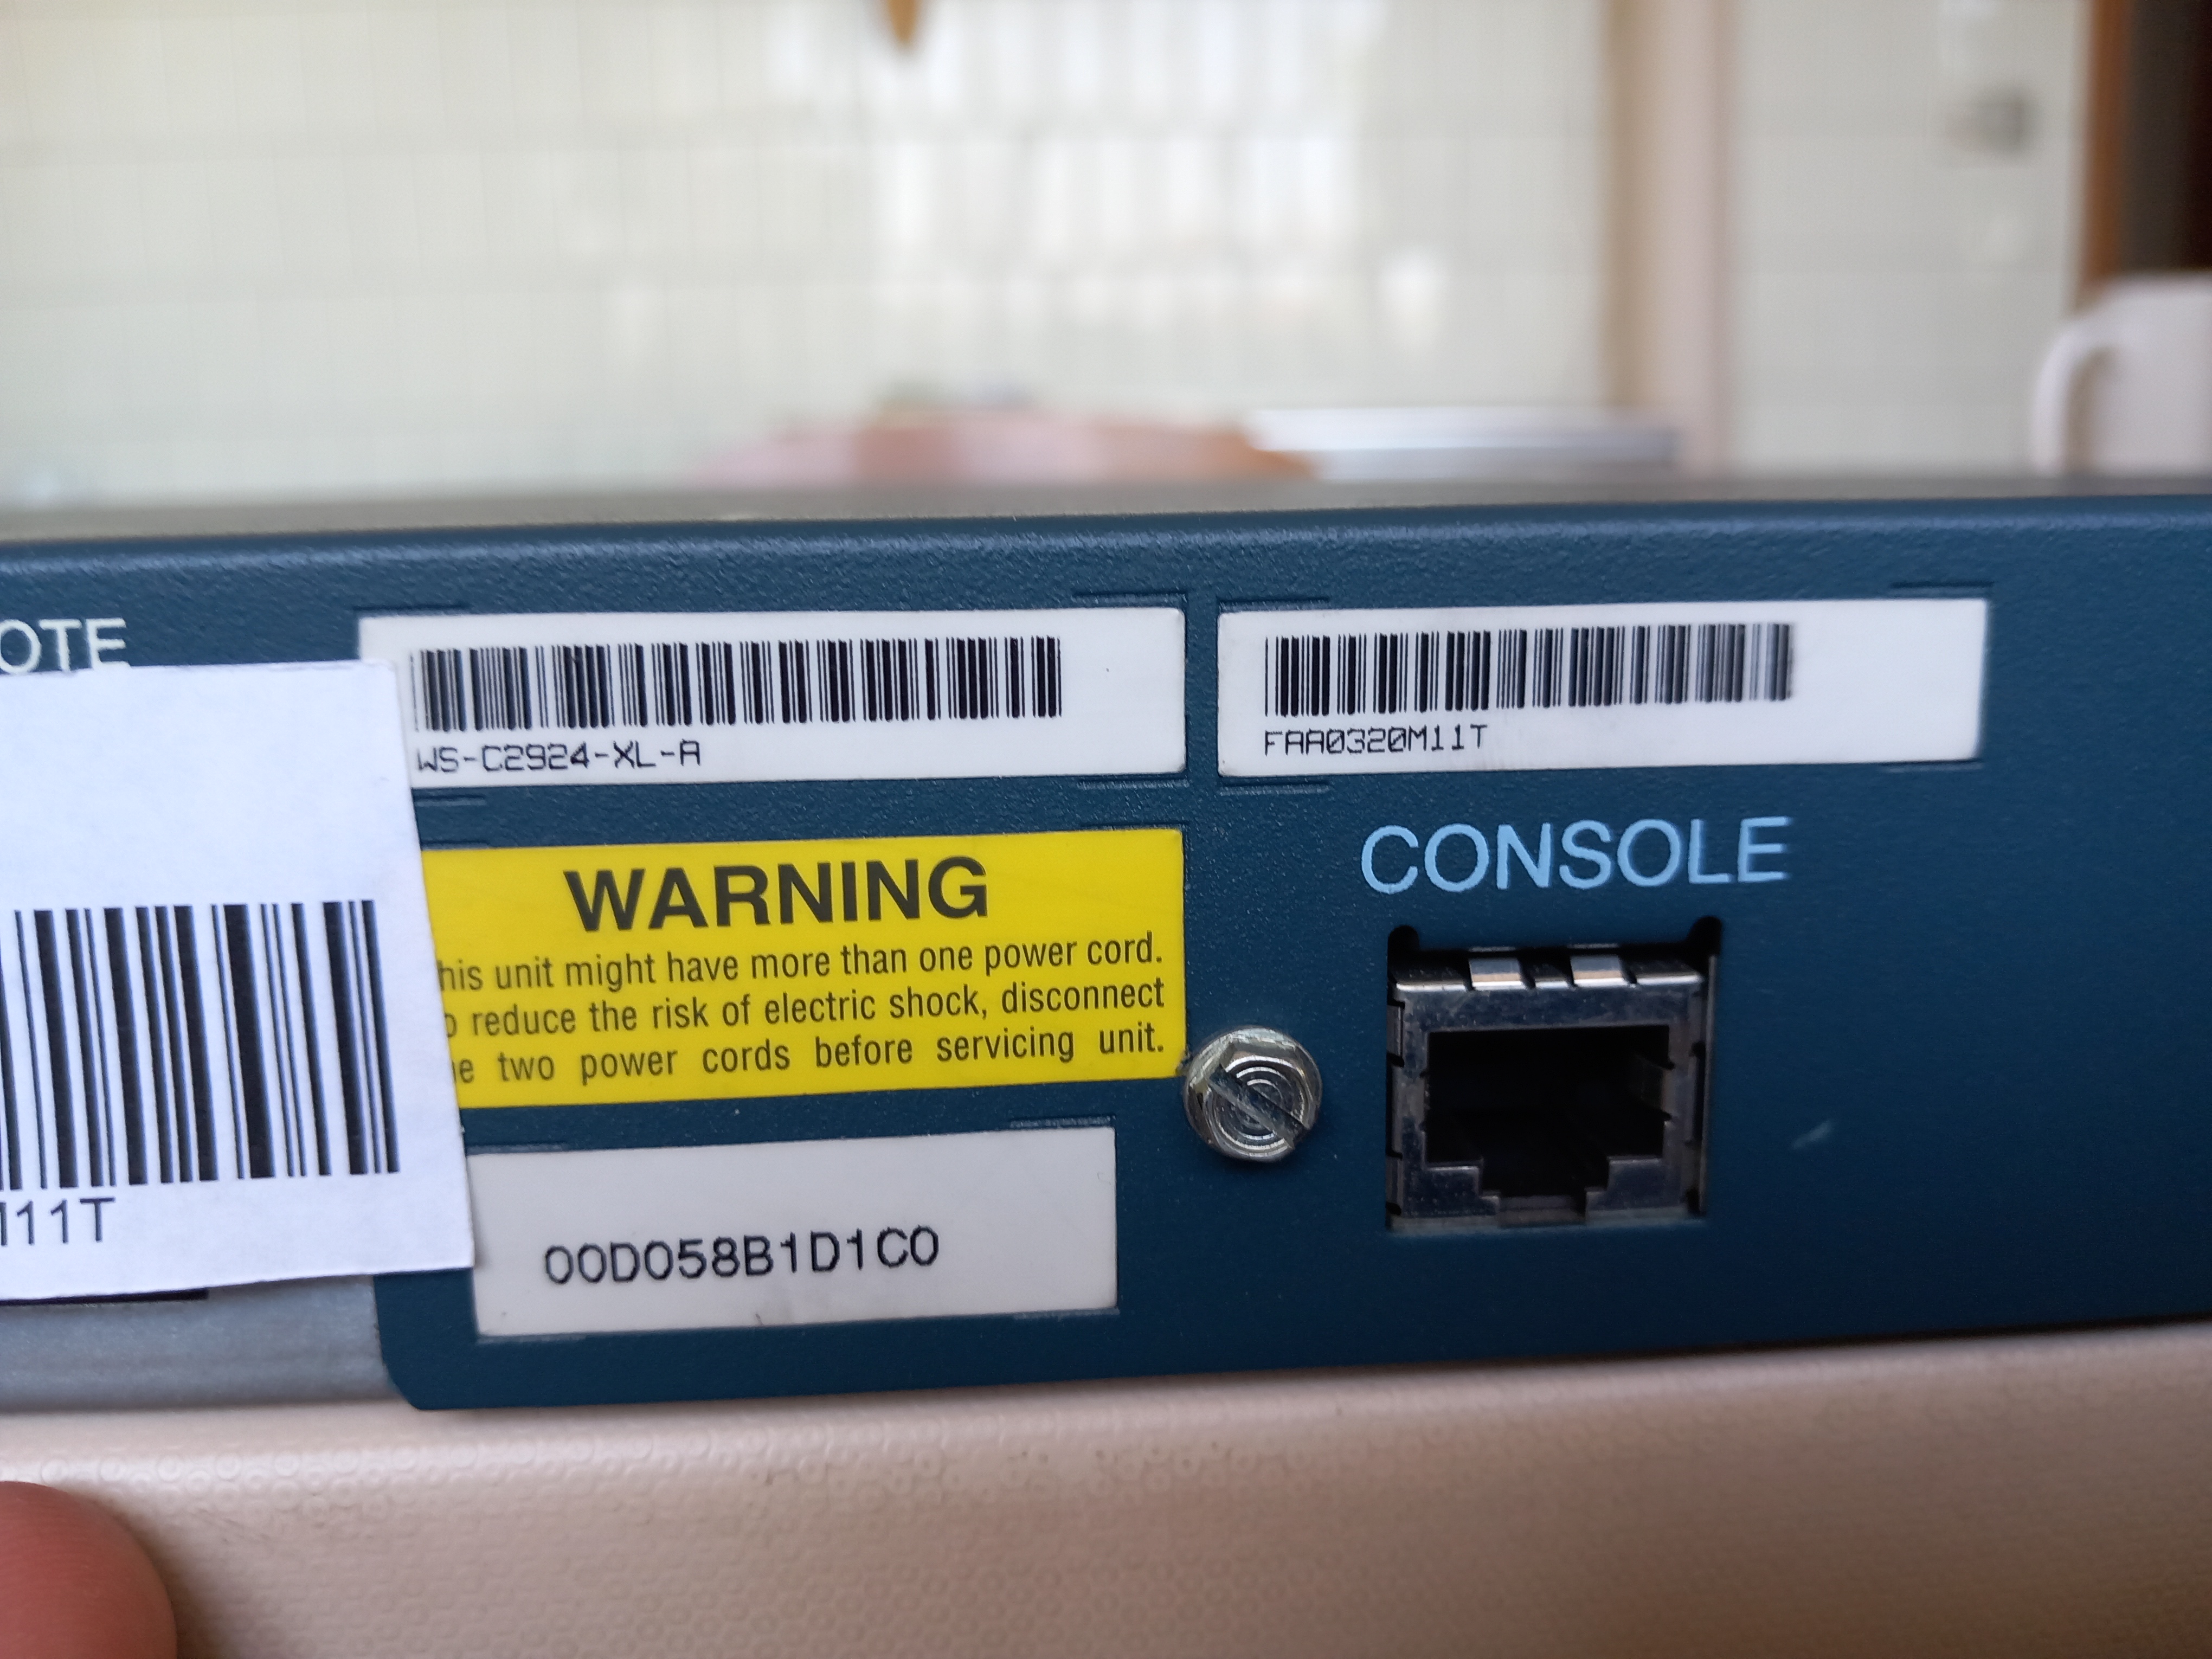 OTE
WS-C2924-XL-A
FAA0320M11T
WARNING
his unit might have more than one power cord.
o reduce the risk of electric shock, disconnect
e two power cords before servicing unit.
CONSOLE
11T
00D058B1D1C0